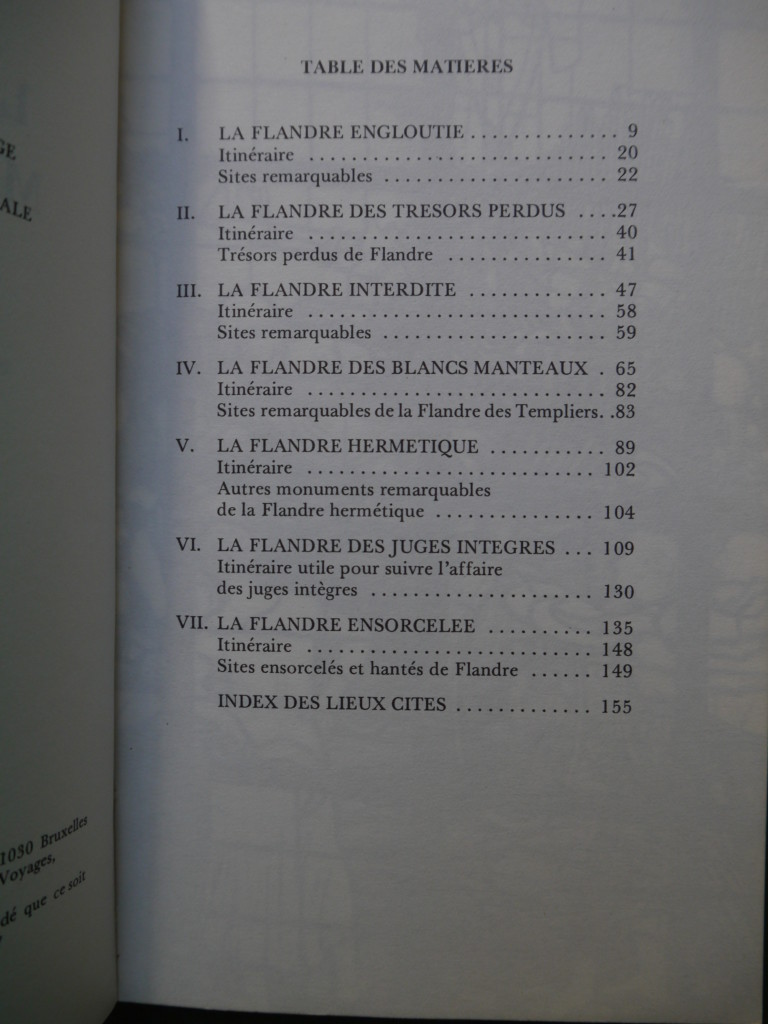 GE
ALE
1030 Bruxelles
Voyages,
dé que ce soit
TABLE DES MATIERES
I. LA FLANDRE ENGLOUTIE . . . . . . . . . . . . . . 9
Itinéraire . . . . . . . . . . . . . . . . . . . . . . . . . . . . 20
Sites remarquables . . . . . . . . . . . . . . . . . . . . . 22
II. LA FLANDRE DES TRESORS PERDUS . . . .27
Itinéraire . . . . . . . . . . . . . . . . . . . . . . . . . . . . 40
Trésors perdus de Flandre . . . . . . . . . . . . . . . 41
III. LA FLANDRE INTERDITE . . . . . . . . . . . . . 47
Itinéraire . . . . . . . . . . . . . . . . . . . . . . . . . . . . 58
Sites remarquables . . . . . . . . . . . . . . . . . . . . . 59
IV. LA FLANDRE DES BLANCS MANTEAUX . 65
Itinéraire . . . . . . . . . . . . . . . . . . . . . . . . . . . . 82
Sites remarquables de la Flandre des Templiers. .83
V. LA FLANDRE HERMETIQUE . . . . . . . . . . . 89
Itinéraire . . . . . . . . . . . . . . . . . . . . . . . . . . . . 102
Autres monuments remarquables
de la Flandre hermétique . . . . . . . . . . . . . . . 104
VI. LA FLANDRE DES JUGES INTEGRES . . . 109
Itinéraire utile pour suivre l'affaire
des juges intègres . . . . . . . . . . . . . . . . . . . . . 130
VII. LA FLANDRE ENSORCELEE . . . . . . . . . . 135
Itinéraire . . . . . . . . . . . . . . . . . . . . . . . . . . . 148
Sites ensorcelés et hantés de Flandre . . . . . . 149
INDEX DES LIEUX CITES . . . . . . . . . . . . . 155